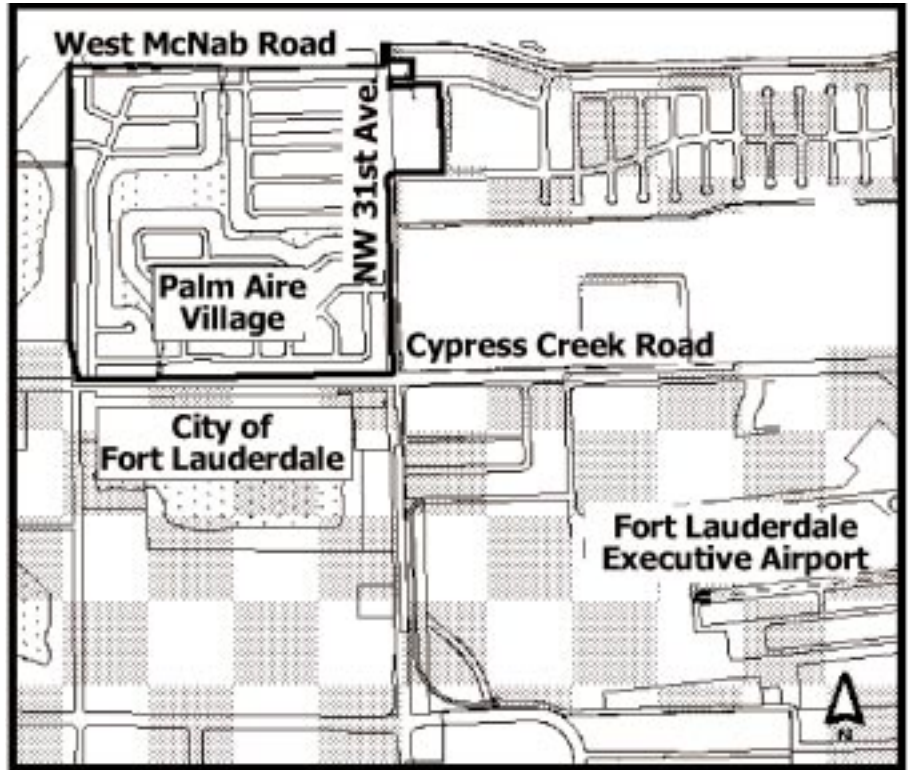 West McNab Road
NW 31st Ave.
Palm Aire
Village
Cypress Creek Road
City of
Fort Lauderdale
Fort Lauderdale
Executive Airport
N